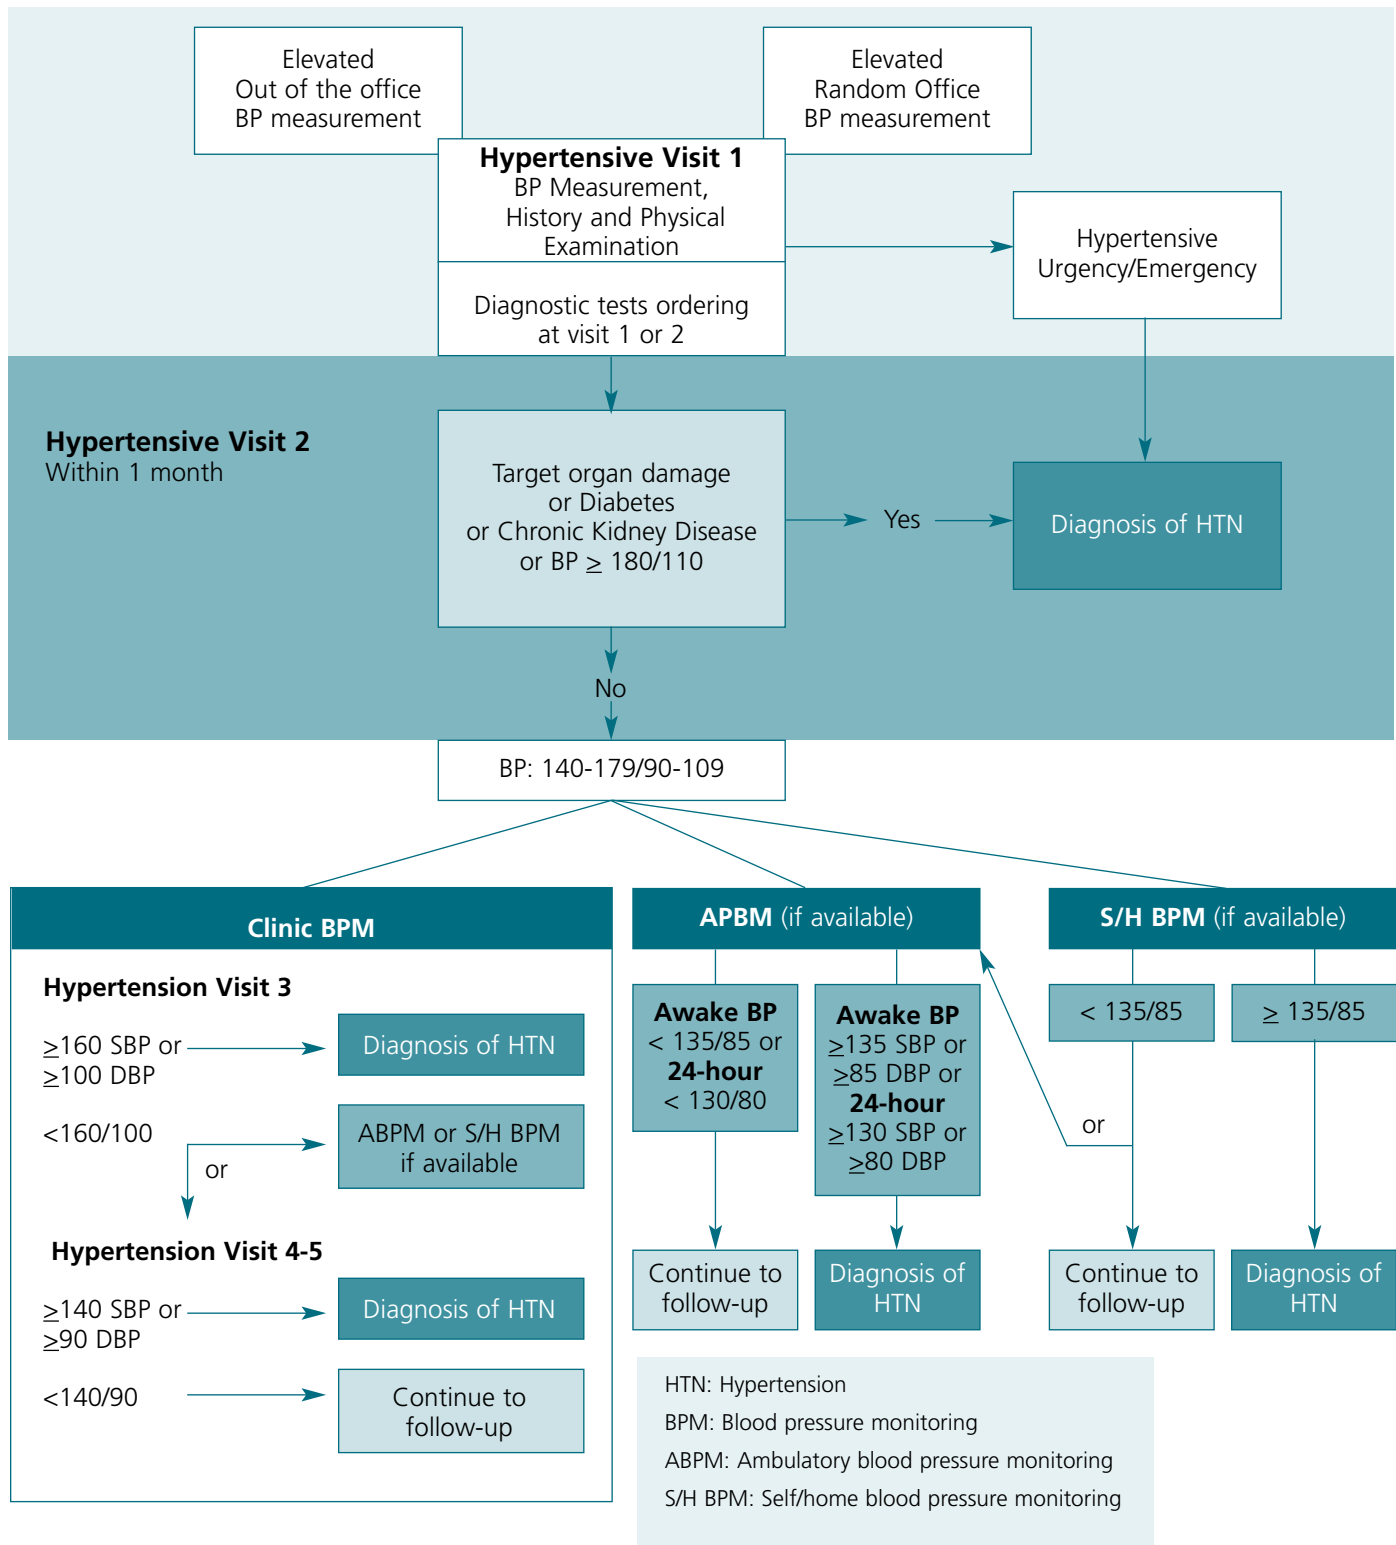 Elevated
Out of the office
BP measurement
Elevated
Random Office
BP measurement
Hypertensive Visit 1
BP Measurement,
History and Physical
Examination
Diagnostic tests ordering
at visit 1 or 2
Hypertensive
Urgency/Emergency
Hypertensive Visit 2
Within 1 month
Target organ damage
or Diabetes
or Chronic Kidney Disease
or BP ≥ 180/110
Yes
Diagnosis of HTN
No
BP: 140-179/90-109
Clinic BPM
Hypertension Visit 3
≥160 SBP or
≥100 DBP
Diagnosis of HTN
<160/100
ABPM or S/H BPM
if available
or
Hypertension Visit 4-5
≥140 SBP or
≥90 DBP
Diagnosis of HTN
<140/90
Continue to
follow-up
APBM (if available)
Awake BP
< 135/85 or
24-hour
< 130/80
Awake BP
≥135 SBP or
≥85 DBP or
24-hour
≥130 SBP or
≥80 DBP
Continue to
follow-up
Diagnosis of
HTN
S/H BPM (if available)
< 135/85
≥ 135/85
or
Continue to
follow-up
Diagnosis of
HTN
HTN: Hypertension
BPM: Blood pressure monitoring
ABPM: Ambulatory blood pressure monitoring
S/H BPM: Self/home blood pressure monitoring